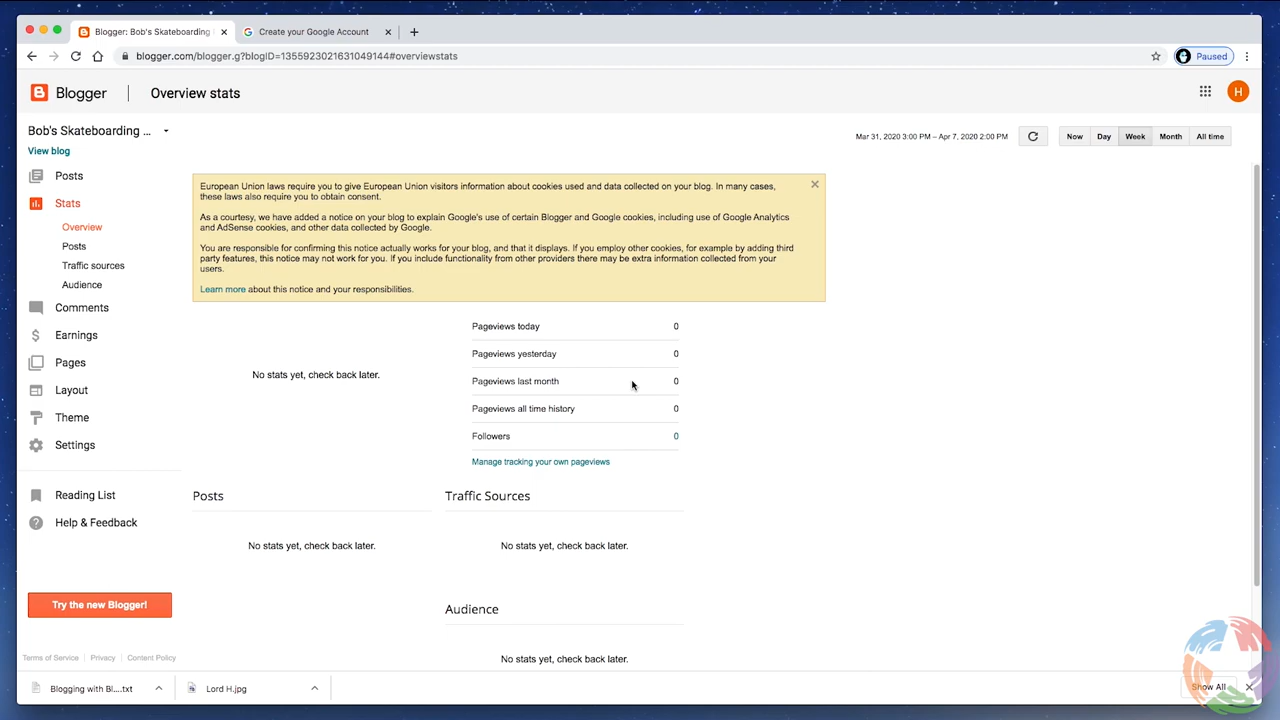 Blogger: Bob's Skateboarding
Create your Google Account
blogger.com/blogger.g?blogID=1355923021631049144#overviewstats
Paused
Blogger
Overview stats
H
Bob's Skateboarding ...
View blog
Mar 31, 2020 3:00 PM – Apr 7, 2020 2:00 PM
Now
Day
Week
Month
All time
Posts
Stats
Overview
Posts
Traffic sources
Audience
Comments
Earnings
Pages
Layout
Theme
Settings
Reading List
Help & Feedback
Try the new Blogger!
Terms of Service
Privacy
Content Policy
European Union laws require you to give European Union visitors information about cookies used and data collected on your blog. In many cases,
these laws also require you to obtain consent.
As a courtesy, we have added a notice on your blog to explain Google's use of certain Blogger and Google cookies, including use of Google Analytics
and AdSense cookies, and other data collected by Google.
You are responsible for confirming this notice actually works for your blog, and that it displays. If you employ other cookies, for example by adding third
party features, this notice may not work for you. If you include functionality from other providers there may be extra information collected from your
users.
Learn more about this notice and your responsibilities.
No stats yet, check back later.
Pageviews today 0
Pageviews yesterday 0
Pageviews last month 0
Pageviews all time history 0
Followers 0
Manage tracking your own pageviews
Posts
No stats yet, check back later.
Traffic Sources
No stats yet, check back later.
Audience
No stats yet, check back later.
Blogging with Bl....txt
Lord H.jpg
Show All